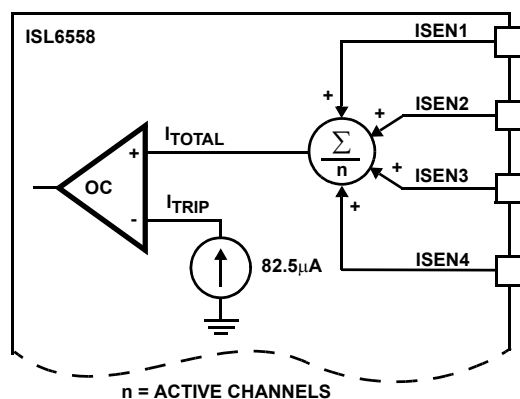 ISL6558
ISEN1
+
+
ISEN2
I_TOTAL
+
Σ
n
+
ISEN3
OC
I_TRIP
-
+
82.5µA
ISEN4
n = ACTIVE CHANNELS